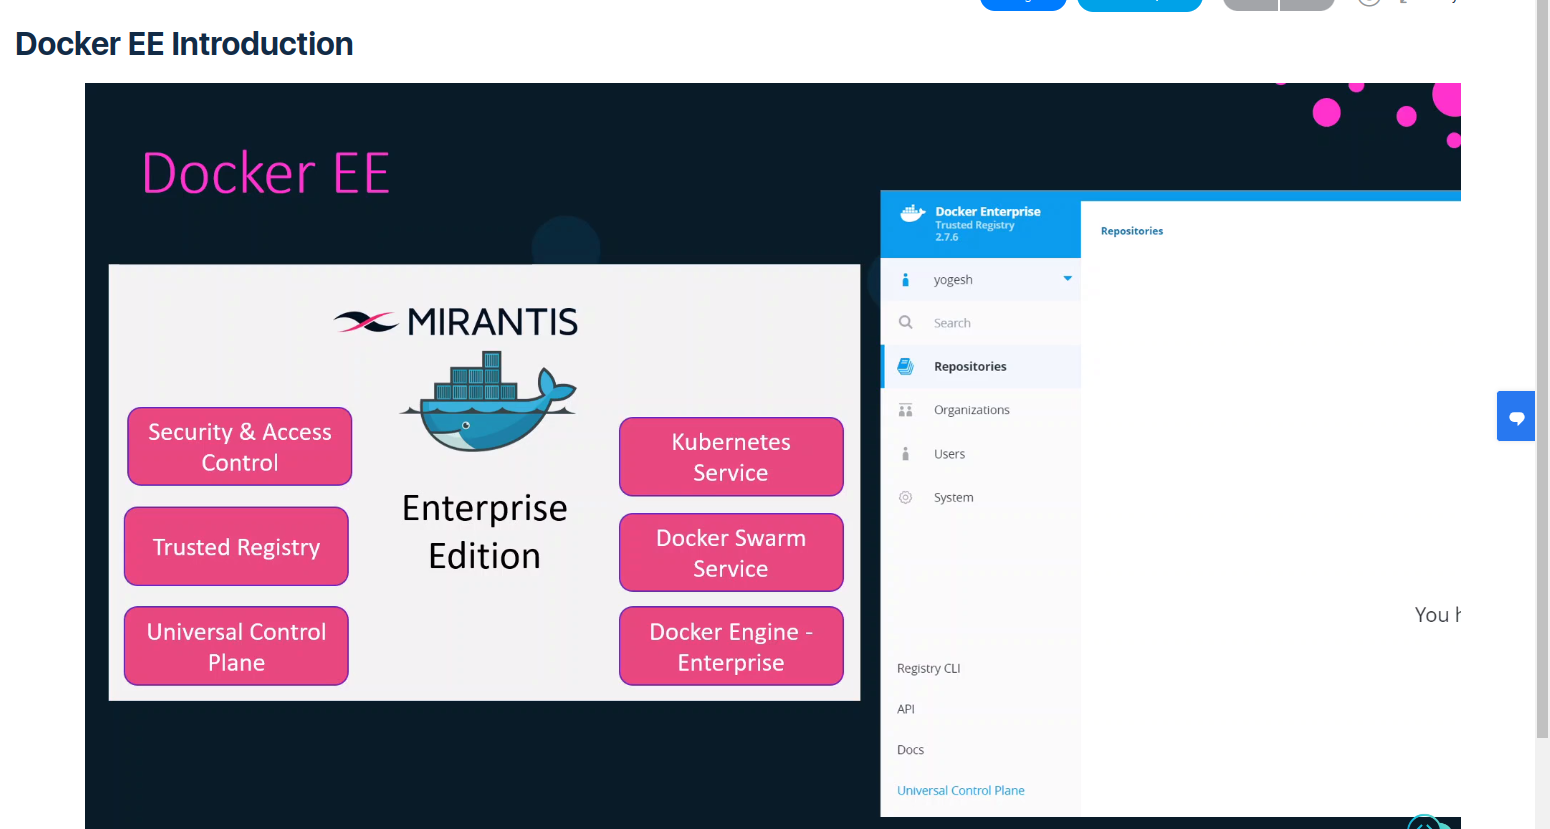 Docker EE Introduction
Docker EE
MIRANTIS
Security & Access
Control
Trusted Registry
Universal Control
Plane
Enterprise
Edition
Kubernetes
Service
Docker Swarm
Service
Docker Engine -
Enterprise
Docker Enterprise
Trusted Registry
2.7.6
yogesh
Search
Repositories
Organizations
Users
System
Registry CLI
API
Docs
Universal Control Plane
Repositories
You